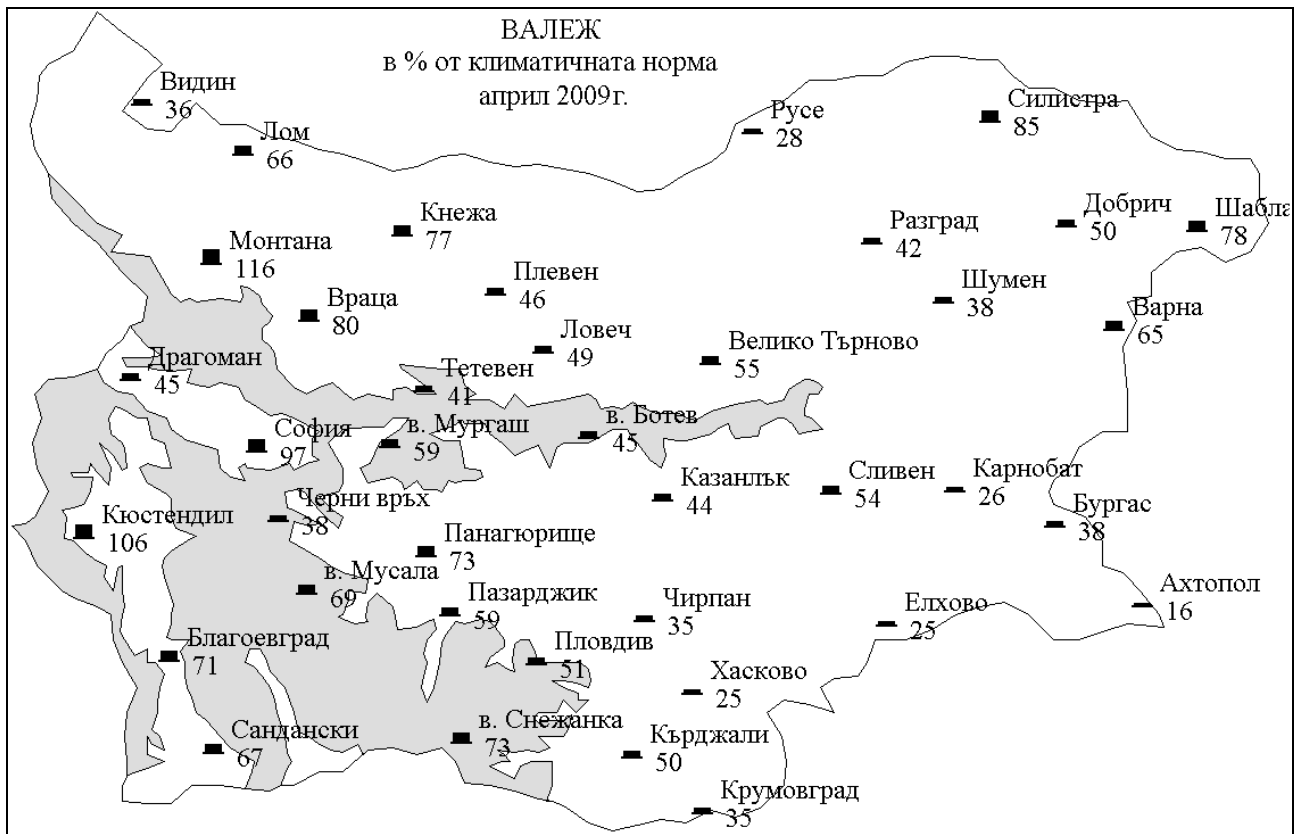 ВАЛЕЖ
в % от климатичната норма
април 2009г.
Видин
36
Лом
66
Русе
28
Силистра
85
Кнежа
77
Разград
42
Добрич
50
Шабла
78
Монтана
116
Плевен
46
Шумен
38
Враца
80
Варна
65
Ловеч
49
Велико Търново
55
Драгоман
45
Тетевен
41
София
97
в. Мургаш
59
в. Ботев
45
Казанлък
44
Сливен
54
Карнобат
26
Черни връх
38
Бургас
38
Кюстендил
106
Панагюрище
73
в. Мусала
69
Пазарджик
59
Чирпан
35
Елхово
25
Ахтопол
16
Благоевград
71
Пловдив
51
Хасково
25
Сандански
67
в. Снежанка
73
Кърджали
50
Крумовград
35